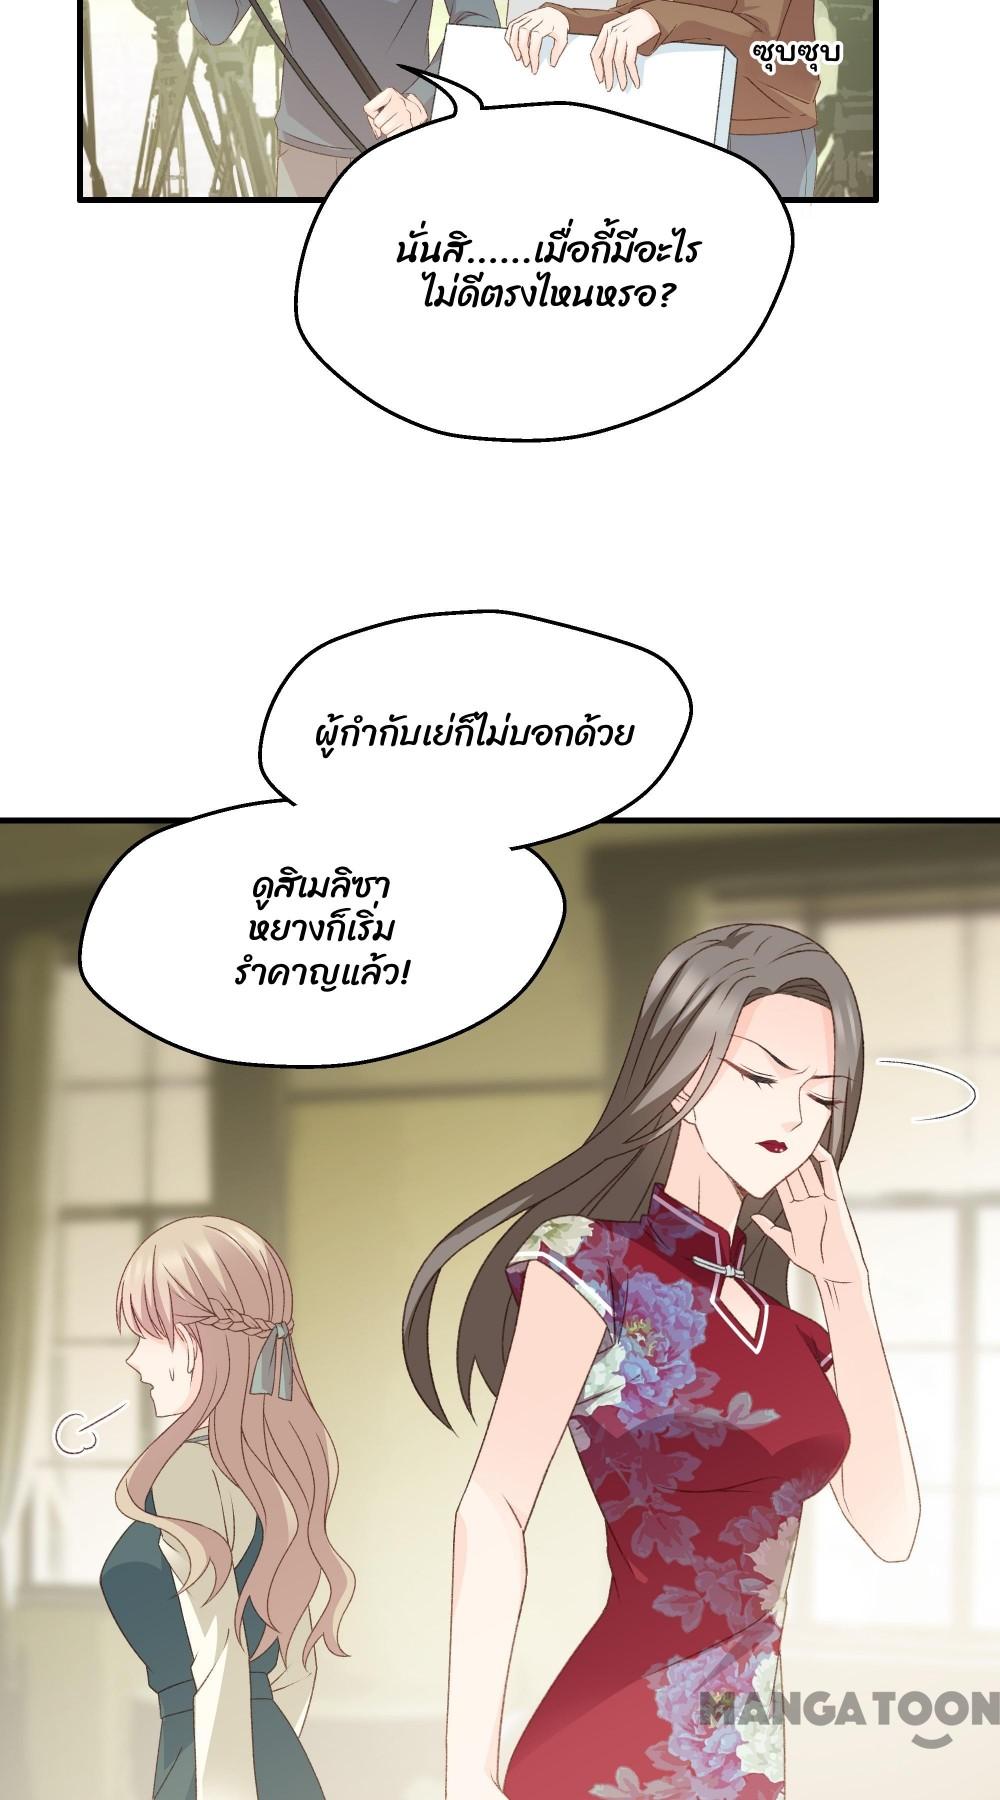 ซุบซุบ
นั่นสิ......เมื่อกี้มีอะไร
ไม่ดีตรงไหนหรอ?
ผู้กำกับเย่ก็ไม่บอกด้วย
ดูสิเมลิซา
หยางก็เริ่ม
รำคาญแล้ว!
MANGATOON